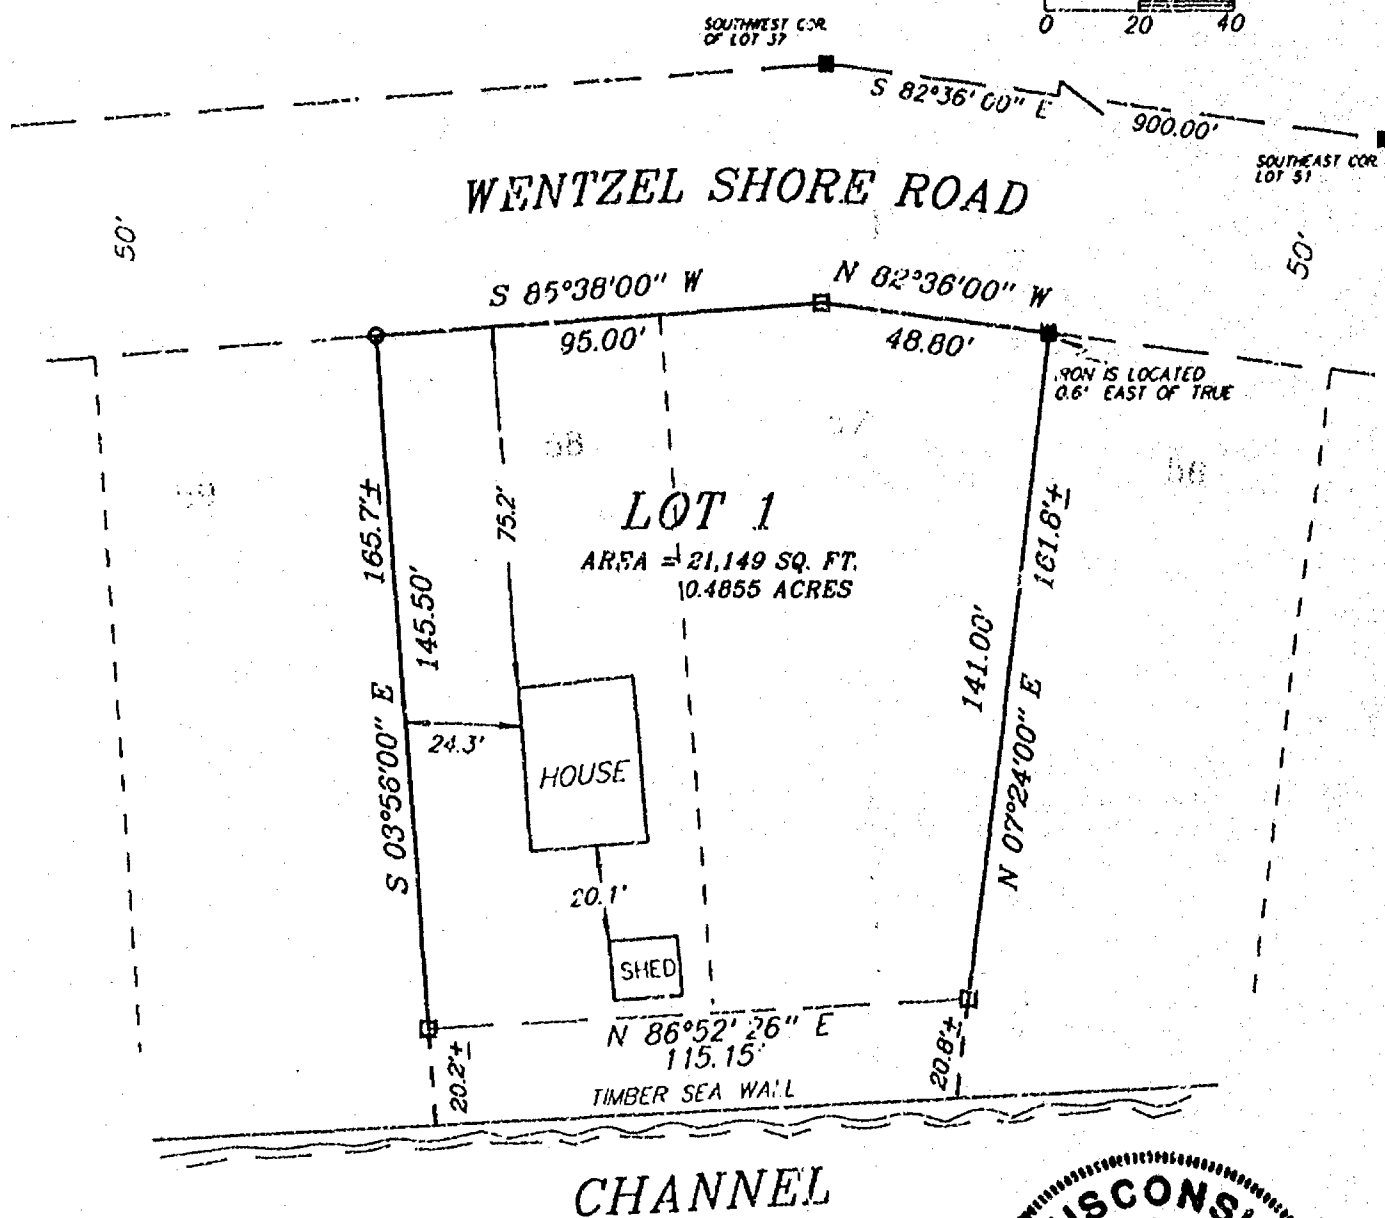 0 20 40
SOUTHWEST COR.
OF LOT 37
S 82°36'00" E
900.00'
SOUTHEAST COR.
LOT 51
WENTZEL SHORE ROAD
50'
50'
S 85°38'00" W
N 82°36'00" W
95.00'
48.80'
IRON IS LOCATED
0.6' EAST OF TRUE
165.7'±
75.2'
LOT 1
161.8'±
AREA = 21,149 SQ. FT.
0.4855 ACRES
145.50'
141.00'
S 03°56'00" E
24.3'
N 07°24'00" E
HOUSE
20.1'
SHED
N 86°52'26" E
115.15'
20.2'±
20.8'±
TIMBER SEA WALL
CHANNEL
WISCONS